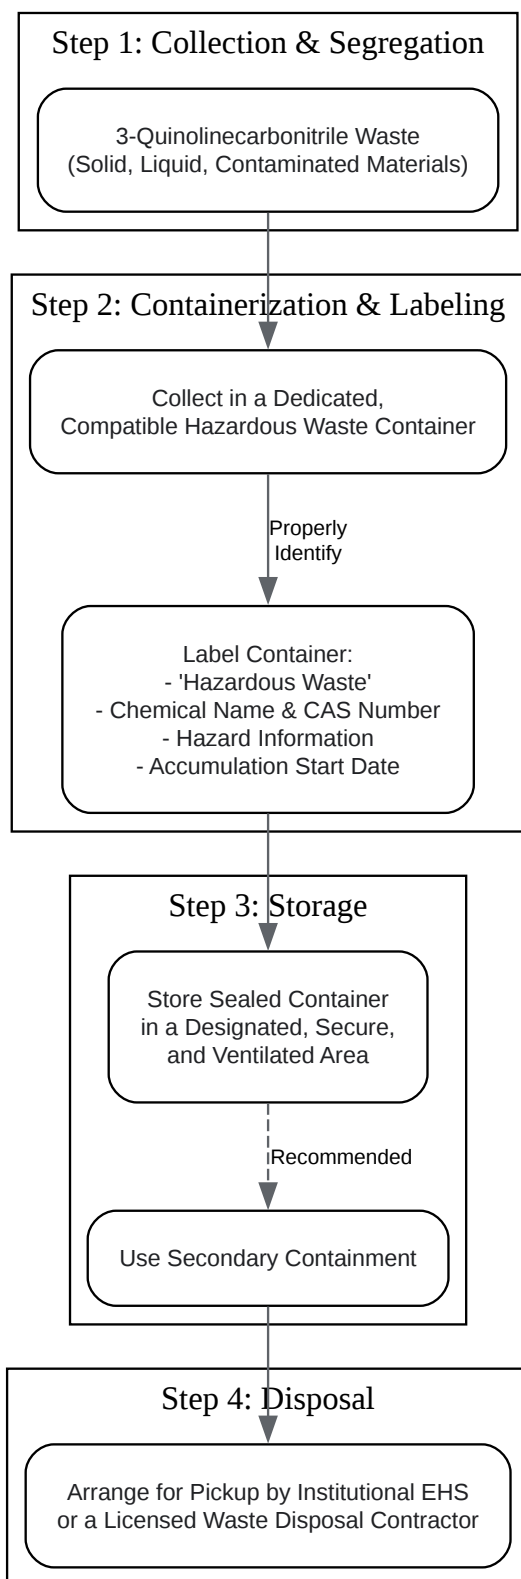 Step 1: Collection & Segregation
3-Quinolinecarbonitrile Waste
(Solid, Liquid, Contaminated Materials)
Step 2: Containerization & Labeling
Collect in a Dedicated,
Compatible Hazardous Waste Container
Properly
Identify
Label Container:
- 'Hazardous Waste'
- Chemical Name & CAS Number
- Hazard Information
- Accumulation Start Date
Step 3: Storage
Store Sealed Container
in a Designated, Secure,
and Ventilated Area
Recommended
Use Secondary Containment
Step 4: Disposal
Arrange for Pickup by Institutional EHS
or a Licensed Waste Disposal Contractor